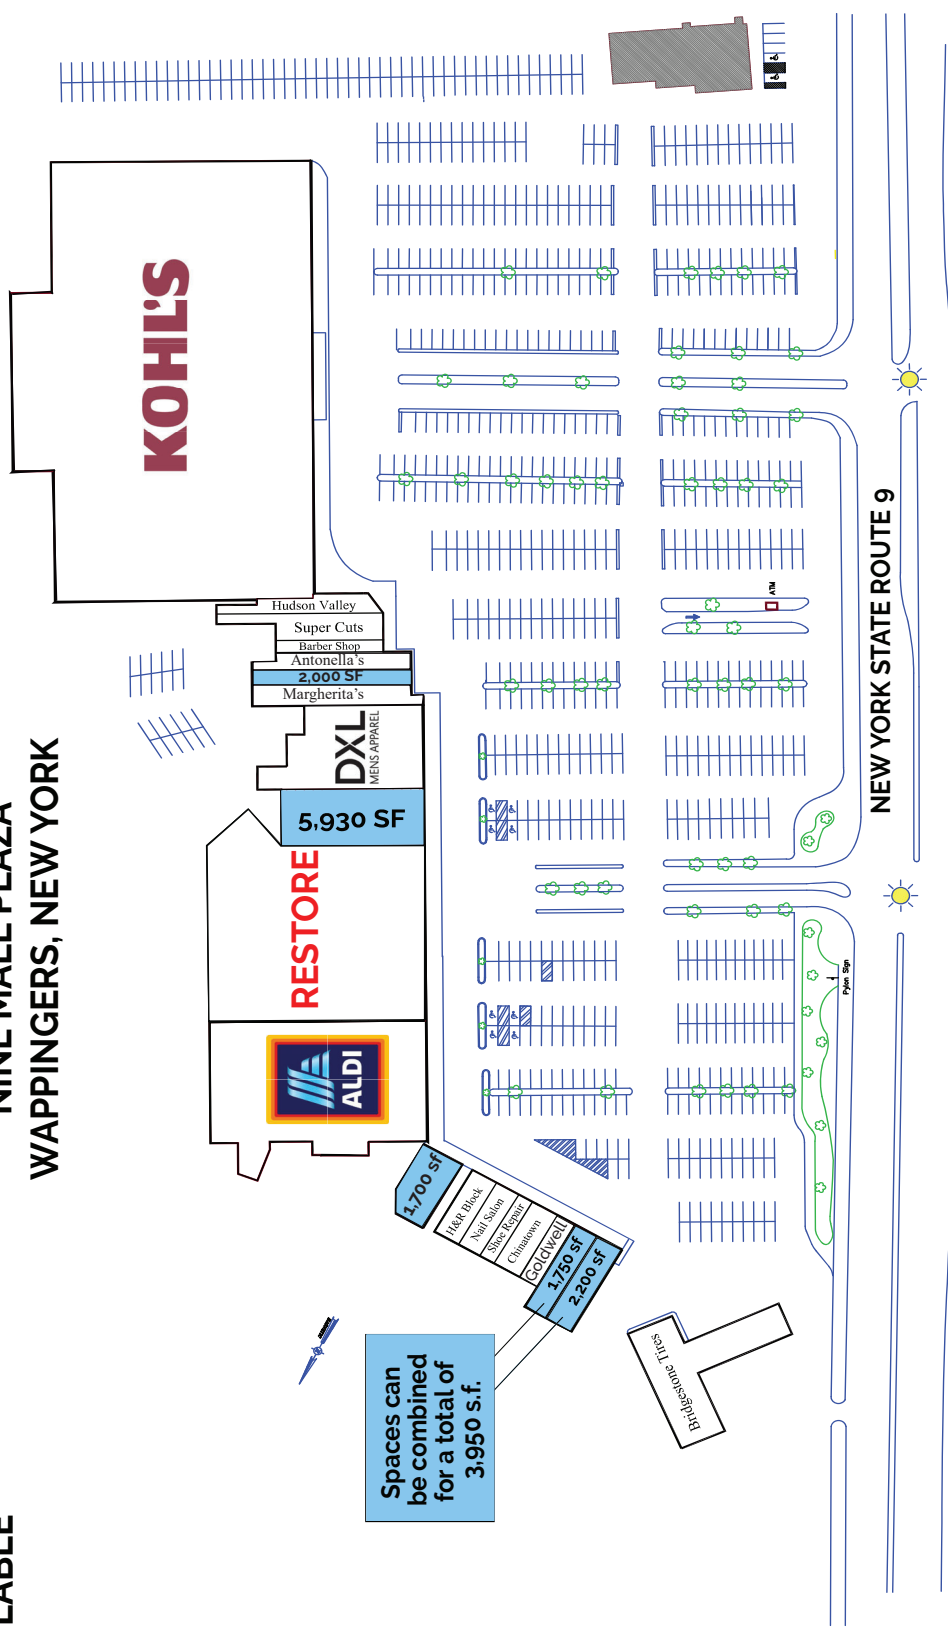 NINE MALL PLAZA
WAPPINGERS, NEW YORK
KOHL'S
Hudson Valley
Super Cuts
Barber Shop
Antonella's
2,000 SF
Margherita's
DXL
MENS APPAREL
5,930 SF
RESTORE
ALDI
1,700 sf
H&R Block
Nail Salon
Shoe Repair
Chinatown
Goldwell
1,750 SF
2,200 SF
Spaces can
be combined
for a total of
3,950 s.f.
Bridgestone Tires
ATM
Pylon Sign
NEW YORK STATE ROUTE 9